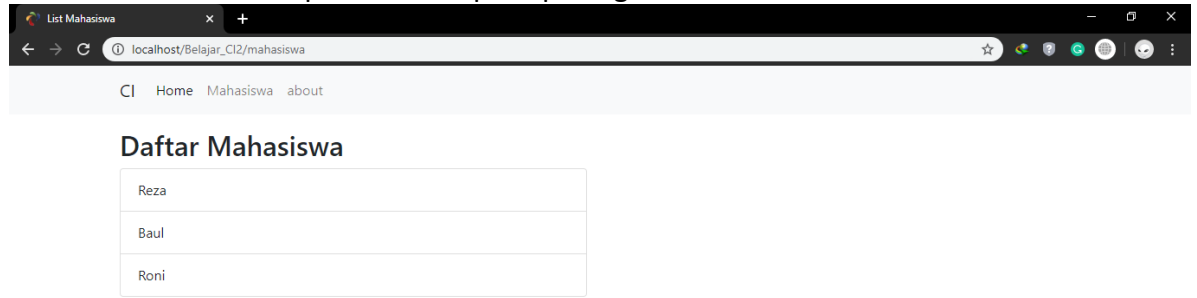 List Mahasiswa
localhost/Belajar_CI2/mahasiswa
CI Home Mahasiswa about
Daftar Mahasiswa
Reza
Baul
Roni